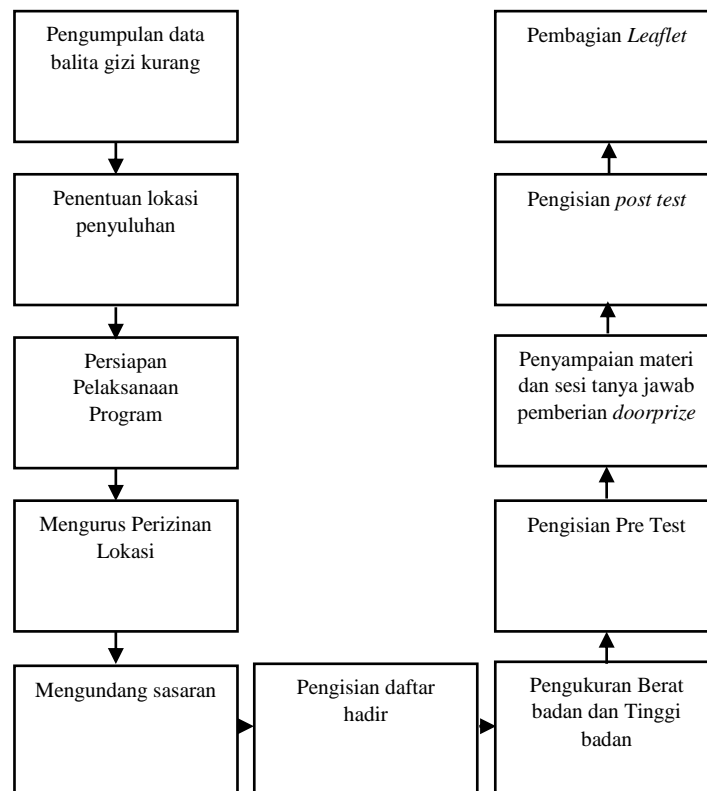 Pengumpulan data
balita gizi kurang
Penentuan lokasi
penyuluhan
Persiapan
Pelaksanaan
Program
Mengurus Perizinan
Lokasi
Mengundang sasaran
Pengisian daftar
hadir
Pengukuran Berat
badan dan Tinggi
badan
Pengisian Pre Test
Penyampaian materi
dan sesi tanya jawab
pemberian doorprize
Pengisian post test
Pembagian Leaflet